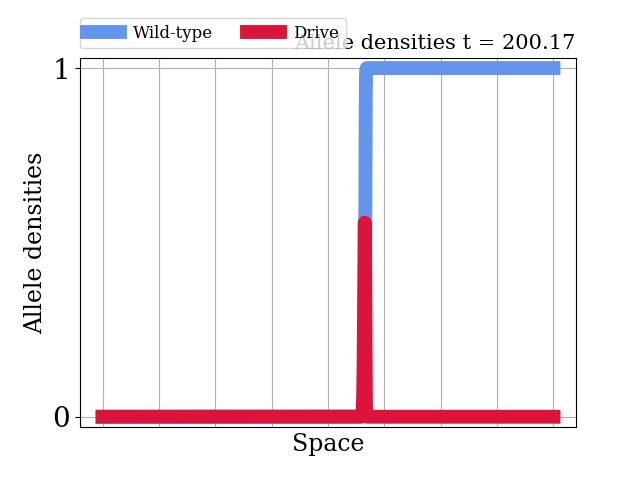 Wild-type Drive
Allele densities t = 200.17
1
Allele densities
0
Space